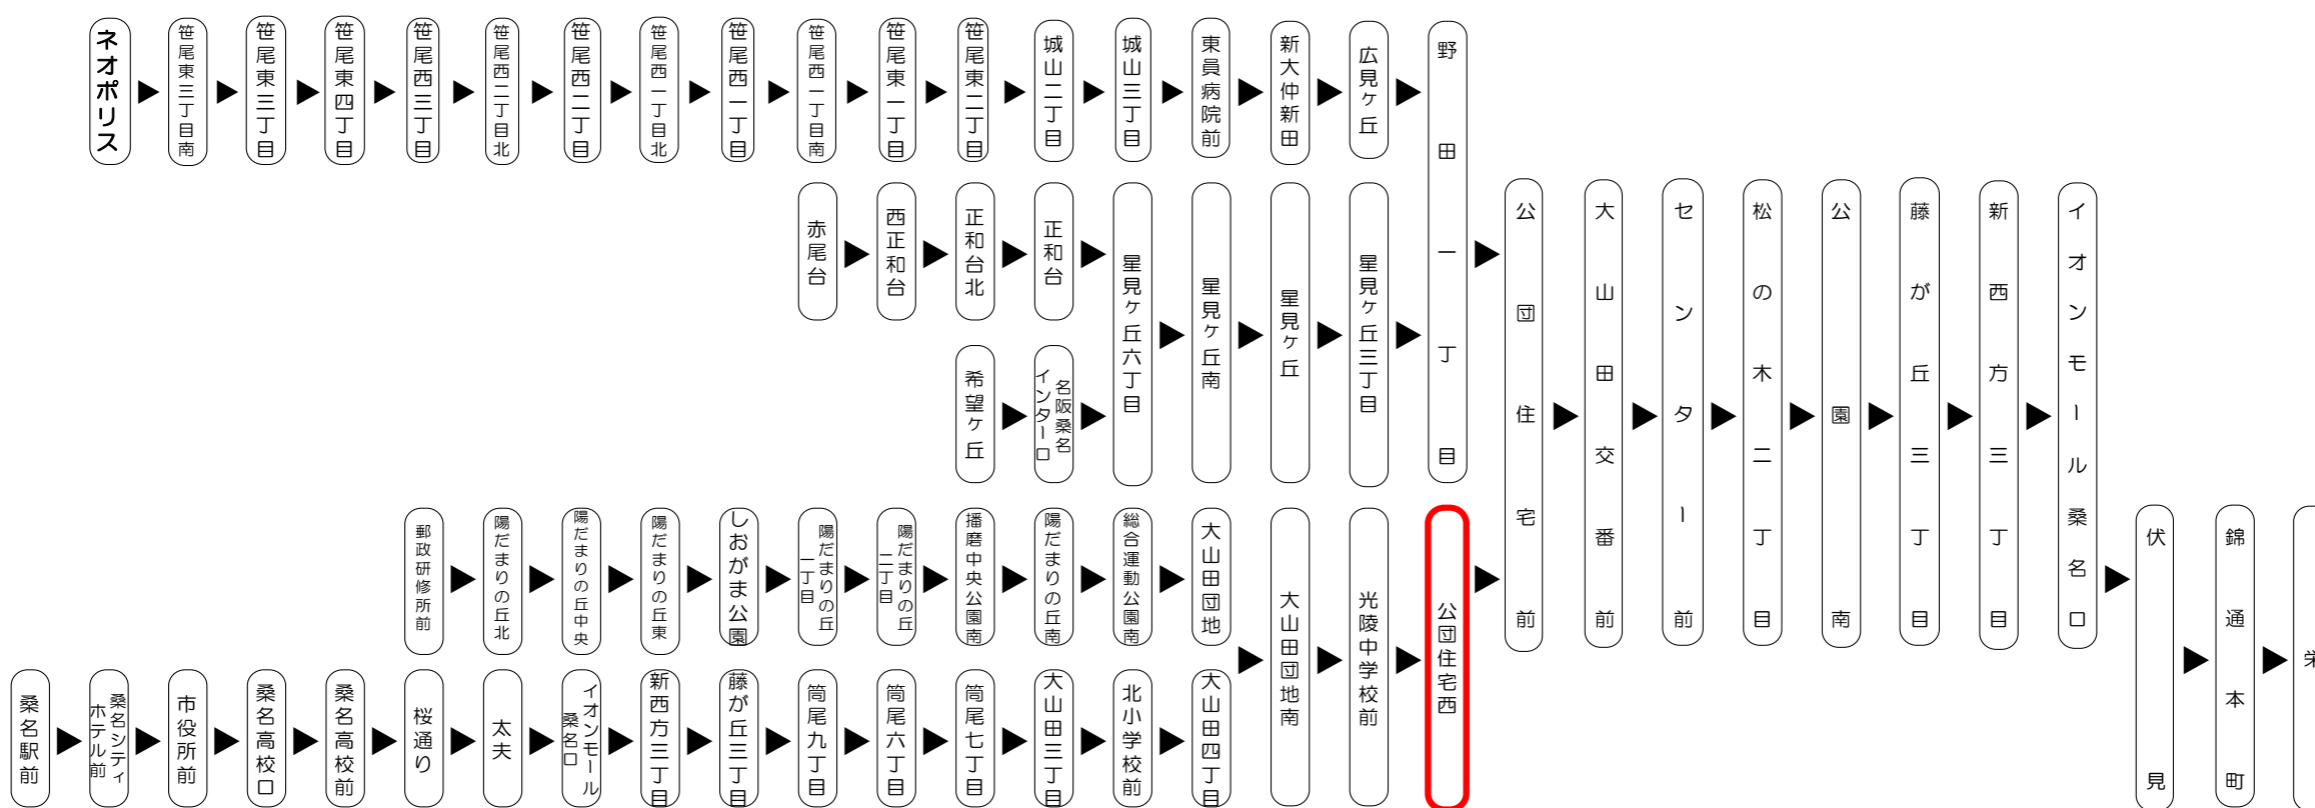 ネオポリス
笹尾東三丁目南
笹尾東三丁目
笹尾東四丁目
笹尾西三丁目
笹尾西二丁目北
笹尾西二丁目
笹尾西一丁目北
笹尾西一丁目
笹尾西一丁目南
笹尾東一丁目
笹尾東二丁目
城山二丁目
城山三丁目
東員病院前
新大仲新田
広見ヶ丘
野田一丁目
赤尾台
西正和台
正和台北
正和台
星見ヶ丘六丁目
星見ヶ丘南
星見ヶ丘
星見ヶ丘三丁目
希望ヶ丘
名阪桑名
インター口
公団住宅前
大山田交番前
センター前
松の木二丁目
公園南
藤が丘三丁目
新西方三丁目
イオンモール桑名口
郵政研修所前
陽だまりの丘北
陽だまりの丘中央
陽だまりの丘東
しおがま公園
陽だまりの丘
一丁目
陽だまりの丘
二丁目
播磨中央公園南
陽だまりの丘南
総合運動公園南
大山田団地
桑名駅前
桑名シティ
ホテル前
市役所前
桑名高校口
桑名高校前
桜通り
太夫
イオンモール
桑名口
新西方三丁目
藤が丘三丁目
筒尾九丁目
筒尾六丁目
筒尾七丁目
大山田三丁目
北小学校前
大山田四丁目
大山田団地南
光陵中学校前
公団住宅西
伏見
錦通本町
栄